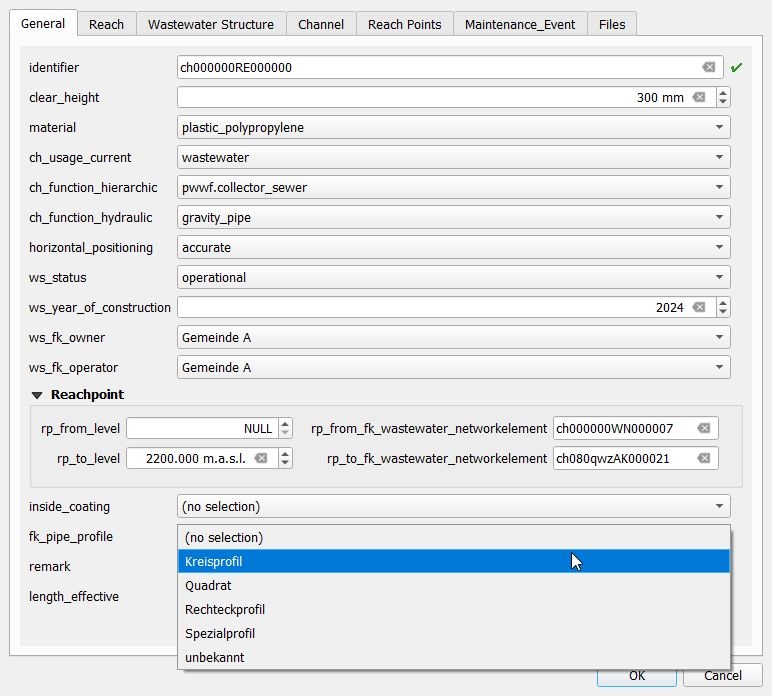 General Reach Wastewater Structure Channel Reach Points Maintenance_Event Files
identifier ch000000RE000000
clear_height 300 mm
material plastic_polypropylene
ch_usage_current wastewater
ch_function_hierarchic pwwf.collector_sewer
ch_function_hydraulic gravity_pipe
horizontal_positioning accurate
ws_status operational
ws_year_of_construction 2024
ws_fk_owner Gemeinde A
ws_fk_operator Gemeinde A
Reachpoint
rp_from_level NULL rp_from_fk_wastewater_networkelement ch000000WN000007
rp_to_level 2200.000 m.a.s.l. rp_to_fk_wastewater_networkelement ch080qwzAK000021
inside_coating (no selection)
fk_pipe_profile (no selection)
Kreisprofil
remark
Quadrat
length_effective
Rechteckprofil
Spezialprofil
unbekannt
OK Cancel